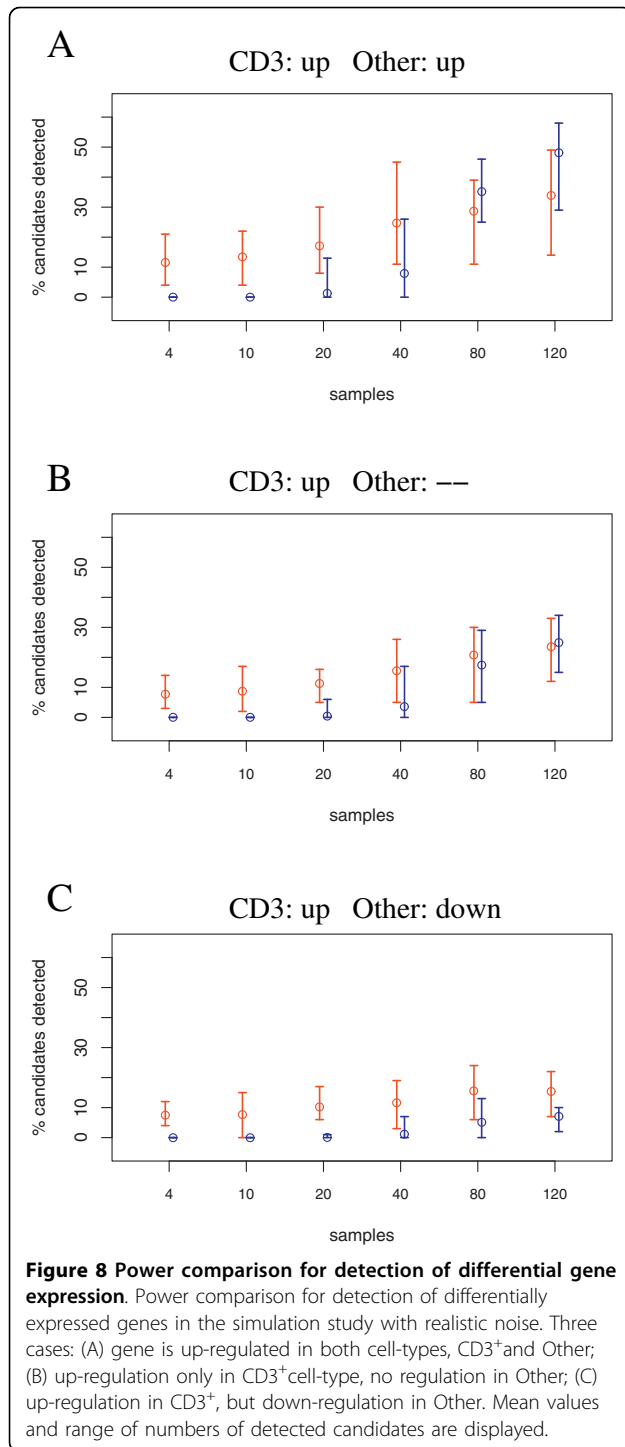 A
CD3: up Other: up
% candidates detected
50
30
10
0
4 10 20 40 80 120
samples
B
CD3: up Other: −−
% candidates detected
50
30
10
0
4 10 20 40 80 120
samples
C
CD3: up Other: down
% candidates detected
50
30
10
0
4 10 20 40 80 120
samples
Figure 8 Power comparison for detection of differential gene
expression. Power comparison for detection of differentially
expressed genes in the simulation study with realistic noise. Three
cases: (A) gene is up-regulated in both cell-types, CD3⁺and Other;
(B) up-regulation only in CD3⁺cell-type, no regulation in Other; (C)
up-regulation in CD3⁺, but down-regulation in Other. Mean values
and range of numbers of detected candidates are displayed.